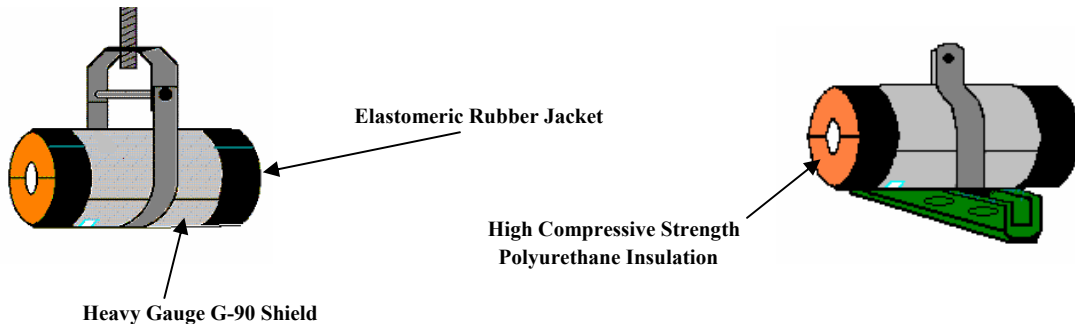 Elastomeric Rubber Jacket
High Compressive Strength
Polyurethane Insulation
Heavy Gauge G-90 Shield